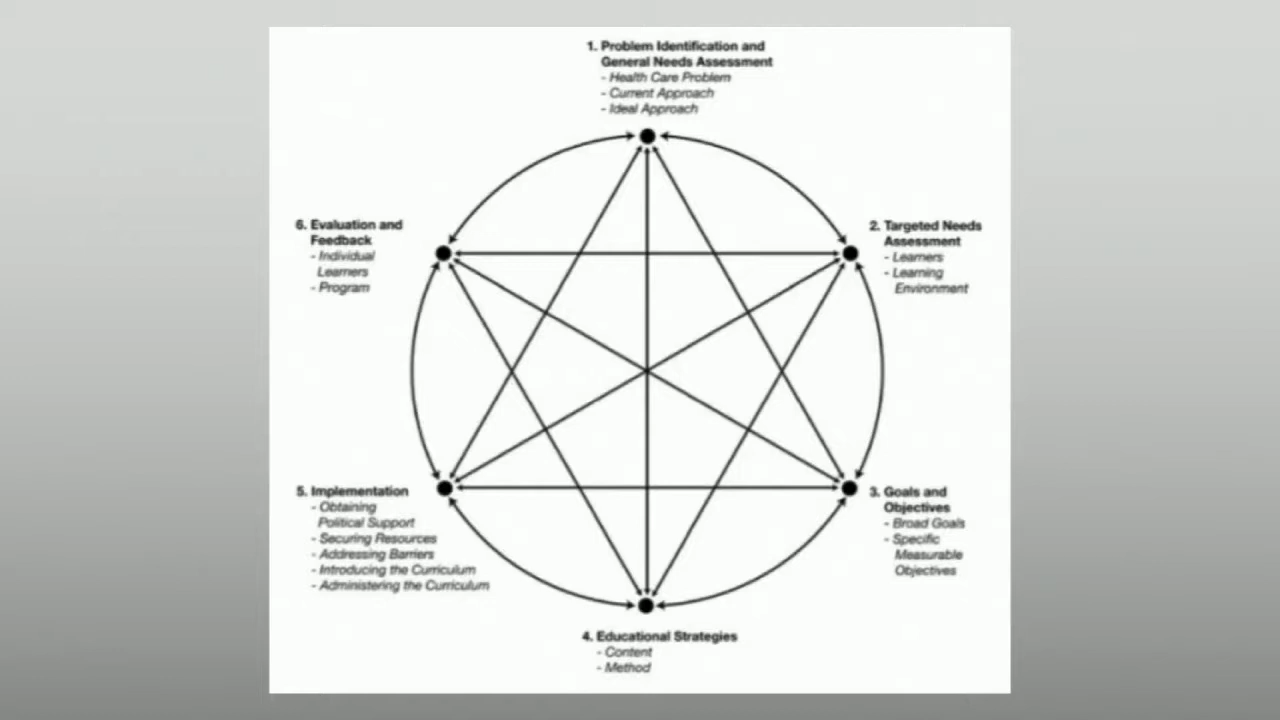 1. Problem Identification and
General Needs Assessment
- Health Care Problem
- Current Approach
- Ideal Approach
2. Targeted Needs
Assessment
- Learners
- Learning
Environment
3. Goals and
Objectives
- Broad Goals
- Specific
Measurable
Objectives
4. Educational Strategies
- Content
- Method
5. Implementation
- Obtaining
Political Support
- Securing Resources
- Addressing Barriers
- Introducing the Curriculum
- Administering the Curriculum
6. Evaluation and
Feedback
- Individual
Learners
- Program